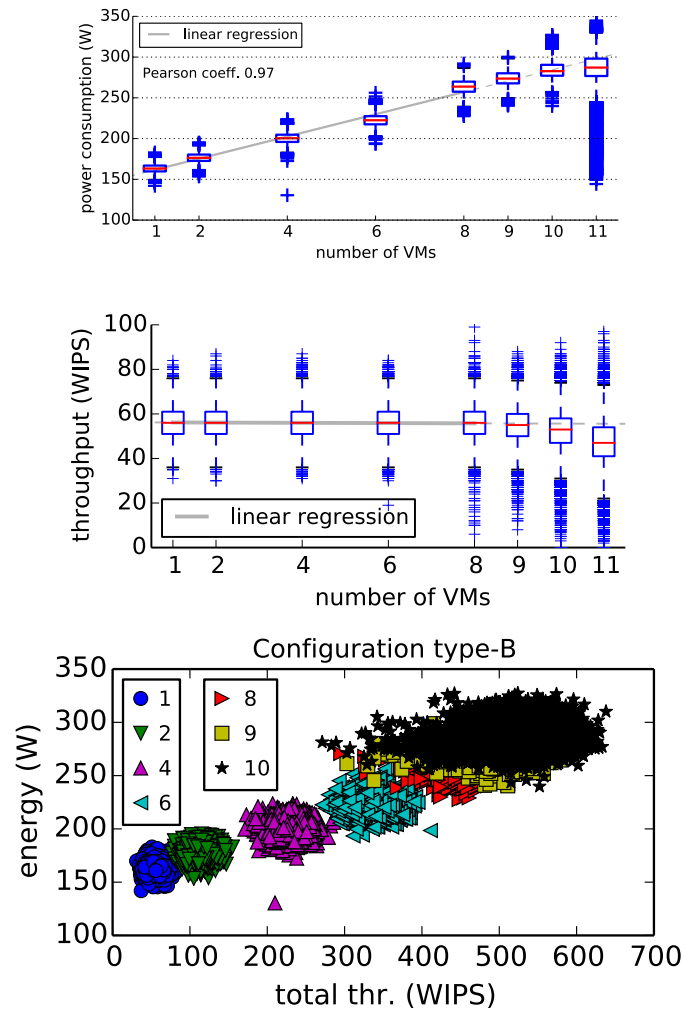 350
300
250
200
150
100
power consumption (W)
linear regression
Pearson coeff. 0.97
1 2 4 6 8 9 10 11
number of VMs
100
80
60
40
20
0
throughput (WIPS)
linear regression
1 2 4 6 8 9 10 11
number of VMs
Configuration type-B
350
300
250
200
150
100
energy (W)
1
2
4
6
8
9
10
0 100 200 300 400 500 600 700
total thr. (WIPS)